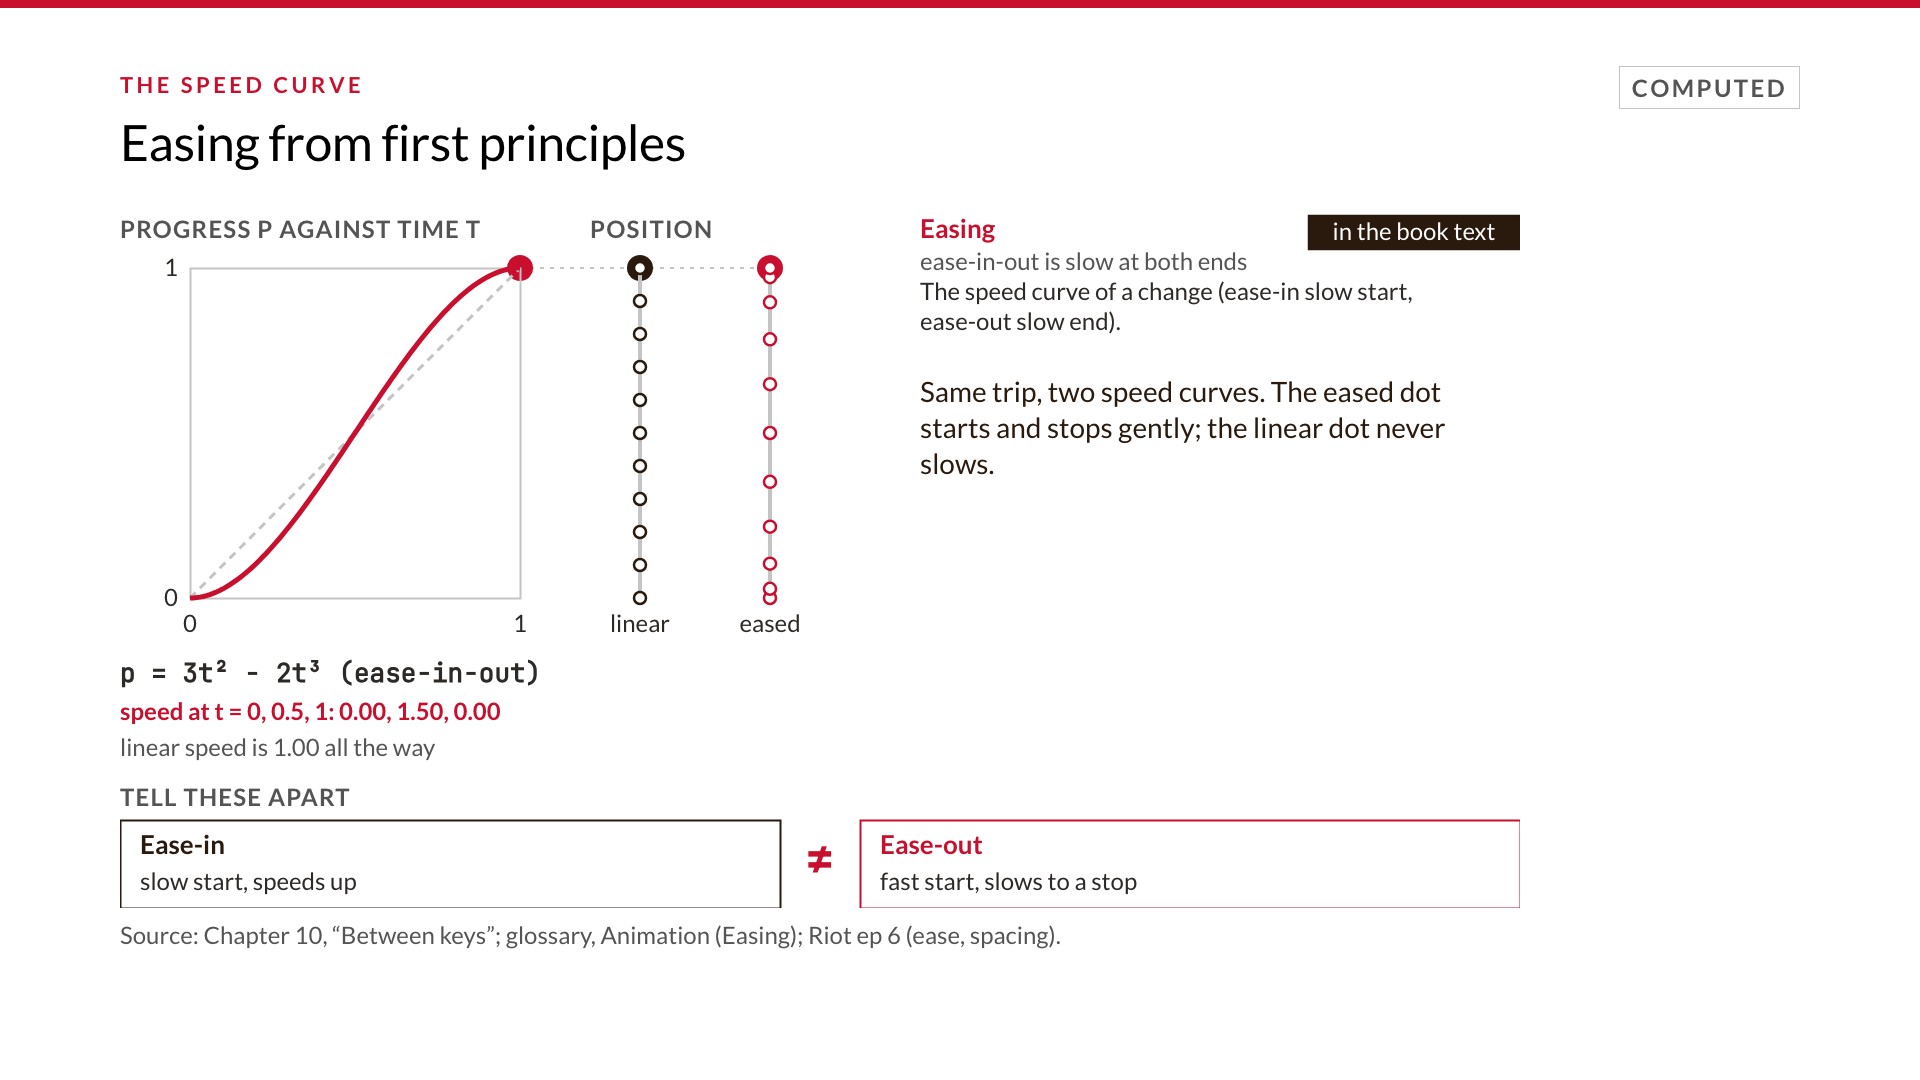 THE SPEED CURVE
COMPUTED
Easing from first principles
PROGRESS P AGAINST TIME T
POSITION
1
0
0
1
linear
eased
p = 3t² - 2t³ (ease-in-out)
speed at t = 0, 0.5, 1: 0.00, 1.50, 0.00
linear speed is 1.00 all the way
Easing
in the book text
ease-in-out is slow at both ends
The speed curve of a change (ease-in slow start,
ease-out slow end).
Same trip, two speed curves. The eased dot
starts and stops gently; the linear dot never
slows.
TELL THESE APART
Ease-in
slow start, speeds up
≠
Ease-out
fast start, slows to a stop
Source: Chapter 10, “Between keys”; glossary, Animation (Easing); Riot ep 6 (ease, spacing).